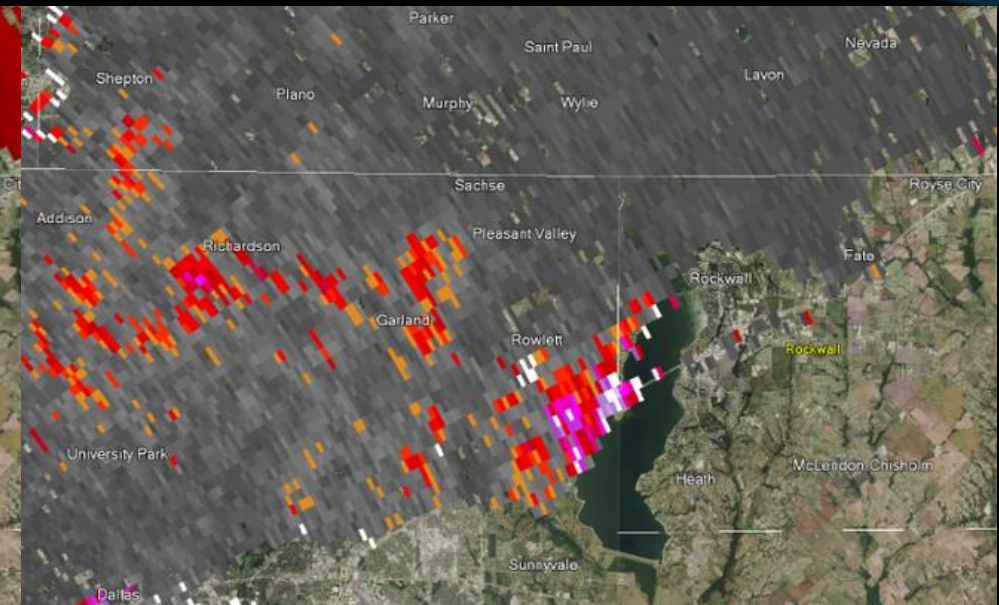 Parker
Saint Paul
Nevada
Shepton
Lavon
Plano
Murphy
Wylie
Sachse
Royse City
Addison
Pleasant Valley
Richardson
Fate
Rockwall
Garland
Rowlett
Rockwall
University Park
McLendon-Chisholm
Heath
Sunnyvale
Dallas